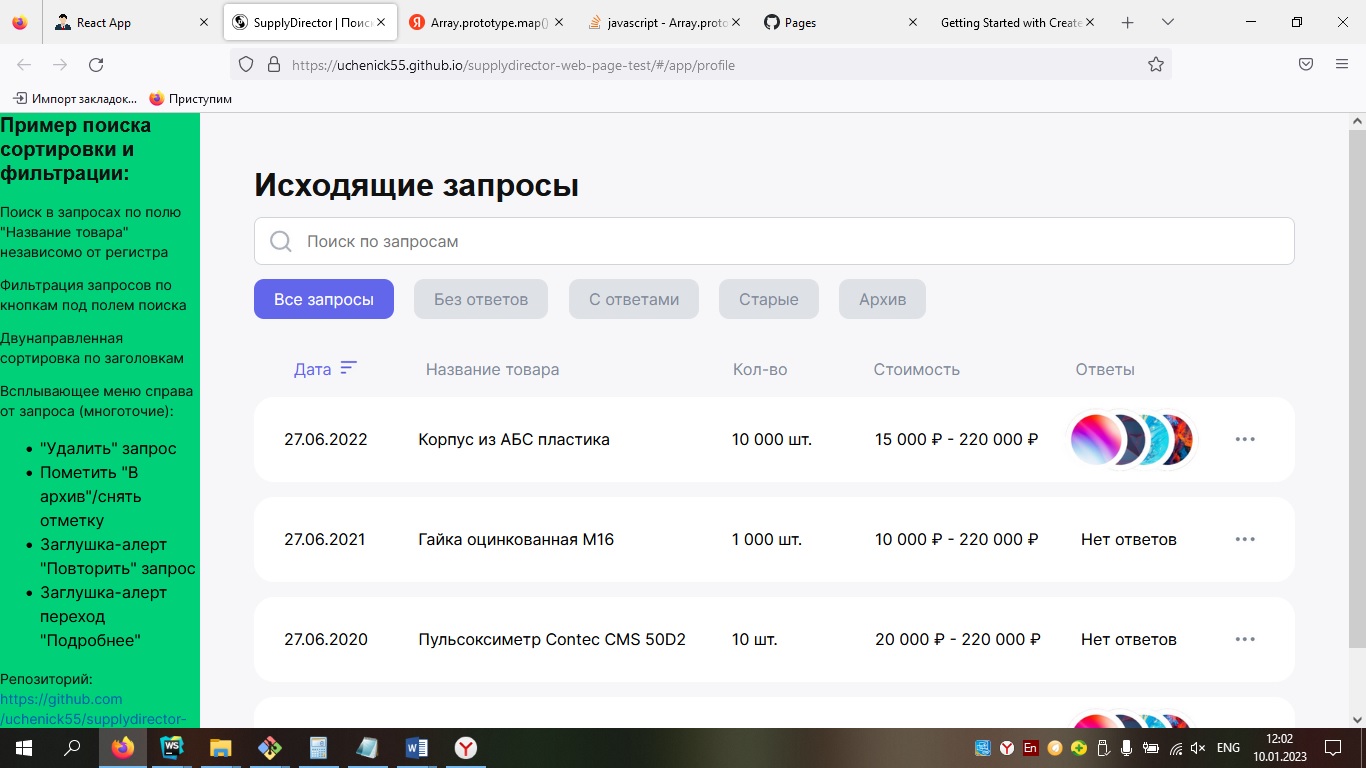 React App
SupplyDirector | Поиск
Array.prototype.map()
javascript - Array.proto
Pages
Getting Started with Create
https://uchenick55.github.io/supplydirector-web-page-test/#/app/profile
Импорт закладок...
Приступим
Пример поиска
сортировки и
фильтрации:
Поиск в запросах по полю
"Название товара"
независомо от регистра
Фильтрация запросов по
кнопкам под полем поиска
Двунаправленная
сортировка по заголовкам
Всплывающее меню справа
от запроса (многоточие):
• "Удалить" запрос
• Пометить "В
архив"/снять
отметку
• Заглушка-алерт
"Повторить" запрос
• Заглушка-алерт
переход
"Подробнее"
Репозиторий:
https://github.com
/uchenick55/supplydirector-
Исходящие запросы
Поиск по запросам
Все запросы
Без ответов
С ответами
Старые
Архив
Дата Название товара Кол-во Стоимость Ответы
27.06.2022 Корпус из АБС пластика 10 000 шт. 15 000 ₽ - 220 000 ₽
27.06.2021 Гайка оцинкованная М16 1 000 шт. 10 000 ₽ - 220 000 ₽ Нет ответов
27.06.2020 Пульсоксиметр Contec CMS 50D2 10 шт. 20 000 ₽ - 220 000 ₽ Нет ответов
WS
W
Y
En
ENG
12:02
10.01.2023